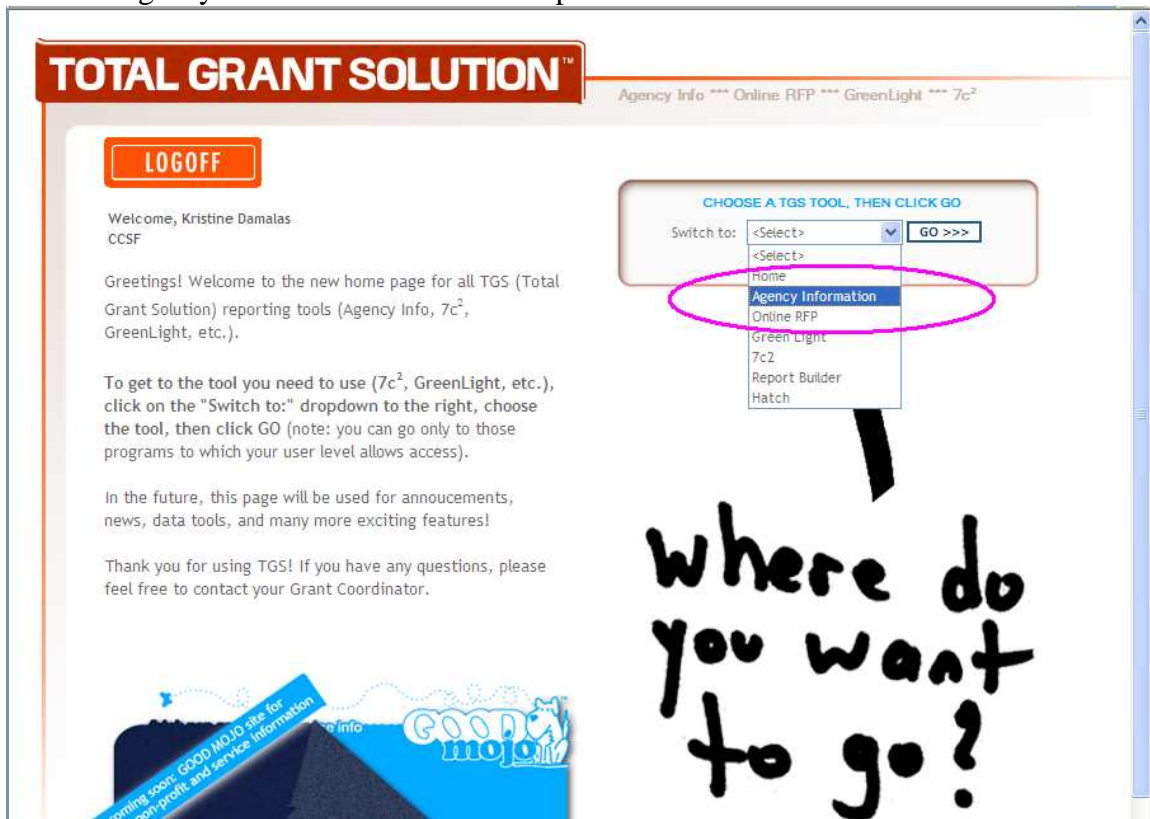 TOTAL GRANT SOLUTION™
Agency Info *** Online RFP *** GreenLight *** 7c²
LOGOFF
Welcome, Kristine Damalas
CCSF
Greetings! Welcome to the new home page for all TGS (Total
Grant Solution) reporting tools (Agency Info, 7c²,
GreenLight, etc.).
To get to the tool you need to use (7c², GreenLight, etc.),
click on the "Switch to:" dropdown to the right, choose
the tool, then click GO (note: you can go only to those
programs to which your user level allows access).
In the future, this page will be used for annoucements,
news, data tools, and many more exciting features!
Thank you for using TGS! If you have any questions, please
feel free to contact your Grant Coordinator.
CHOOSE A TGS TOOL, THEN CLICK GO
Switch to: <Select> GO >>>
<Select>
Home
Agency Information
Online RFP
Green Light
7c2
Report Builder
Hatch
where do
you want
to go?
coming soon: GOOD MOJO site for
non-profit and service information
info
GOOD
mojo